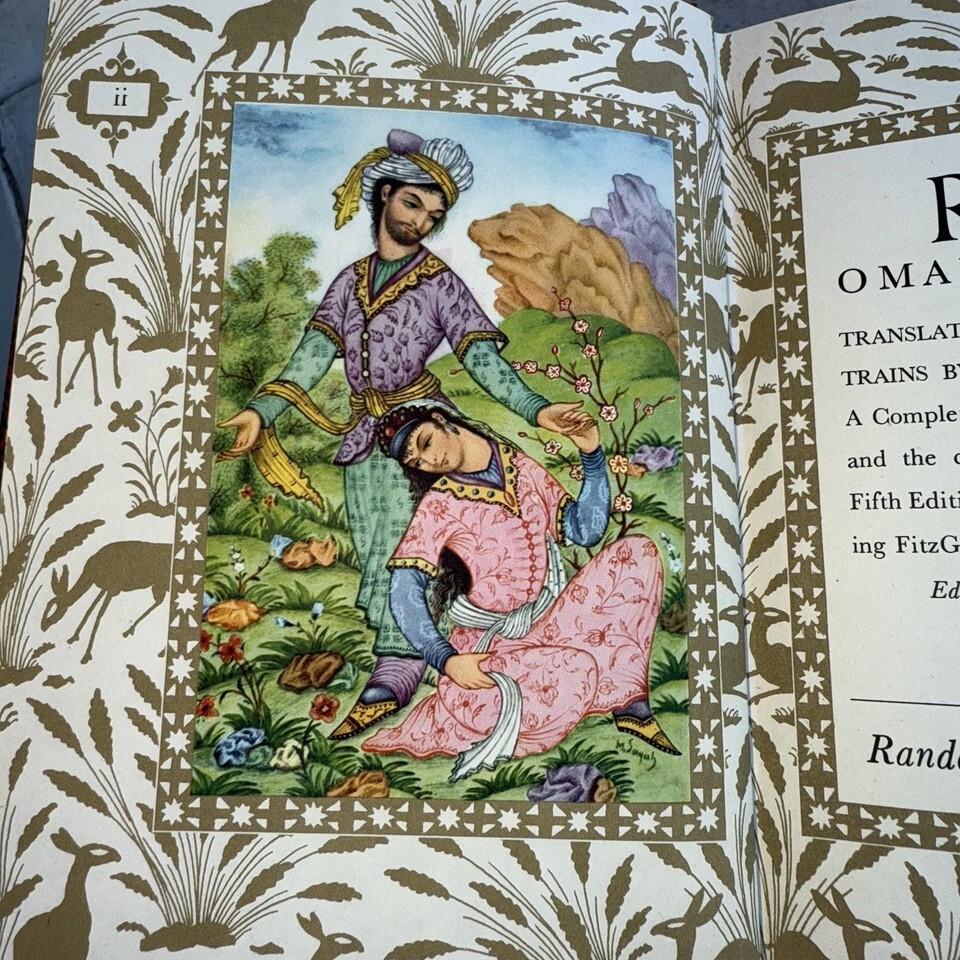 ii
M. Sayah
R
OMA
TRANSLAT
TRAINS BY
A Comple
and the
Fifth Editi
ing FitzG
Ed
Rand